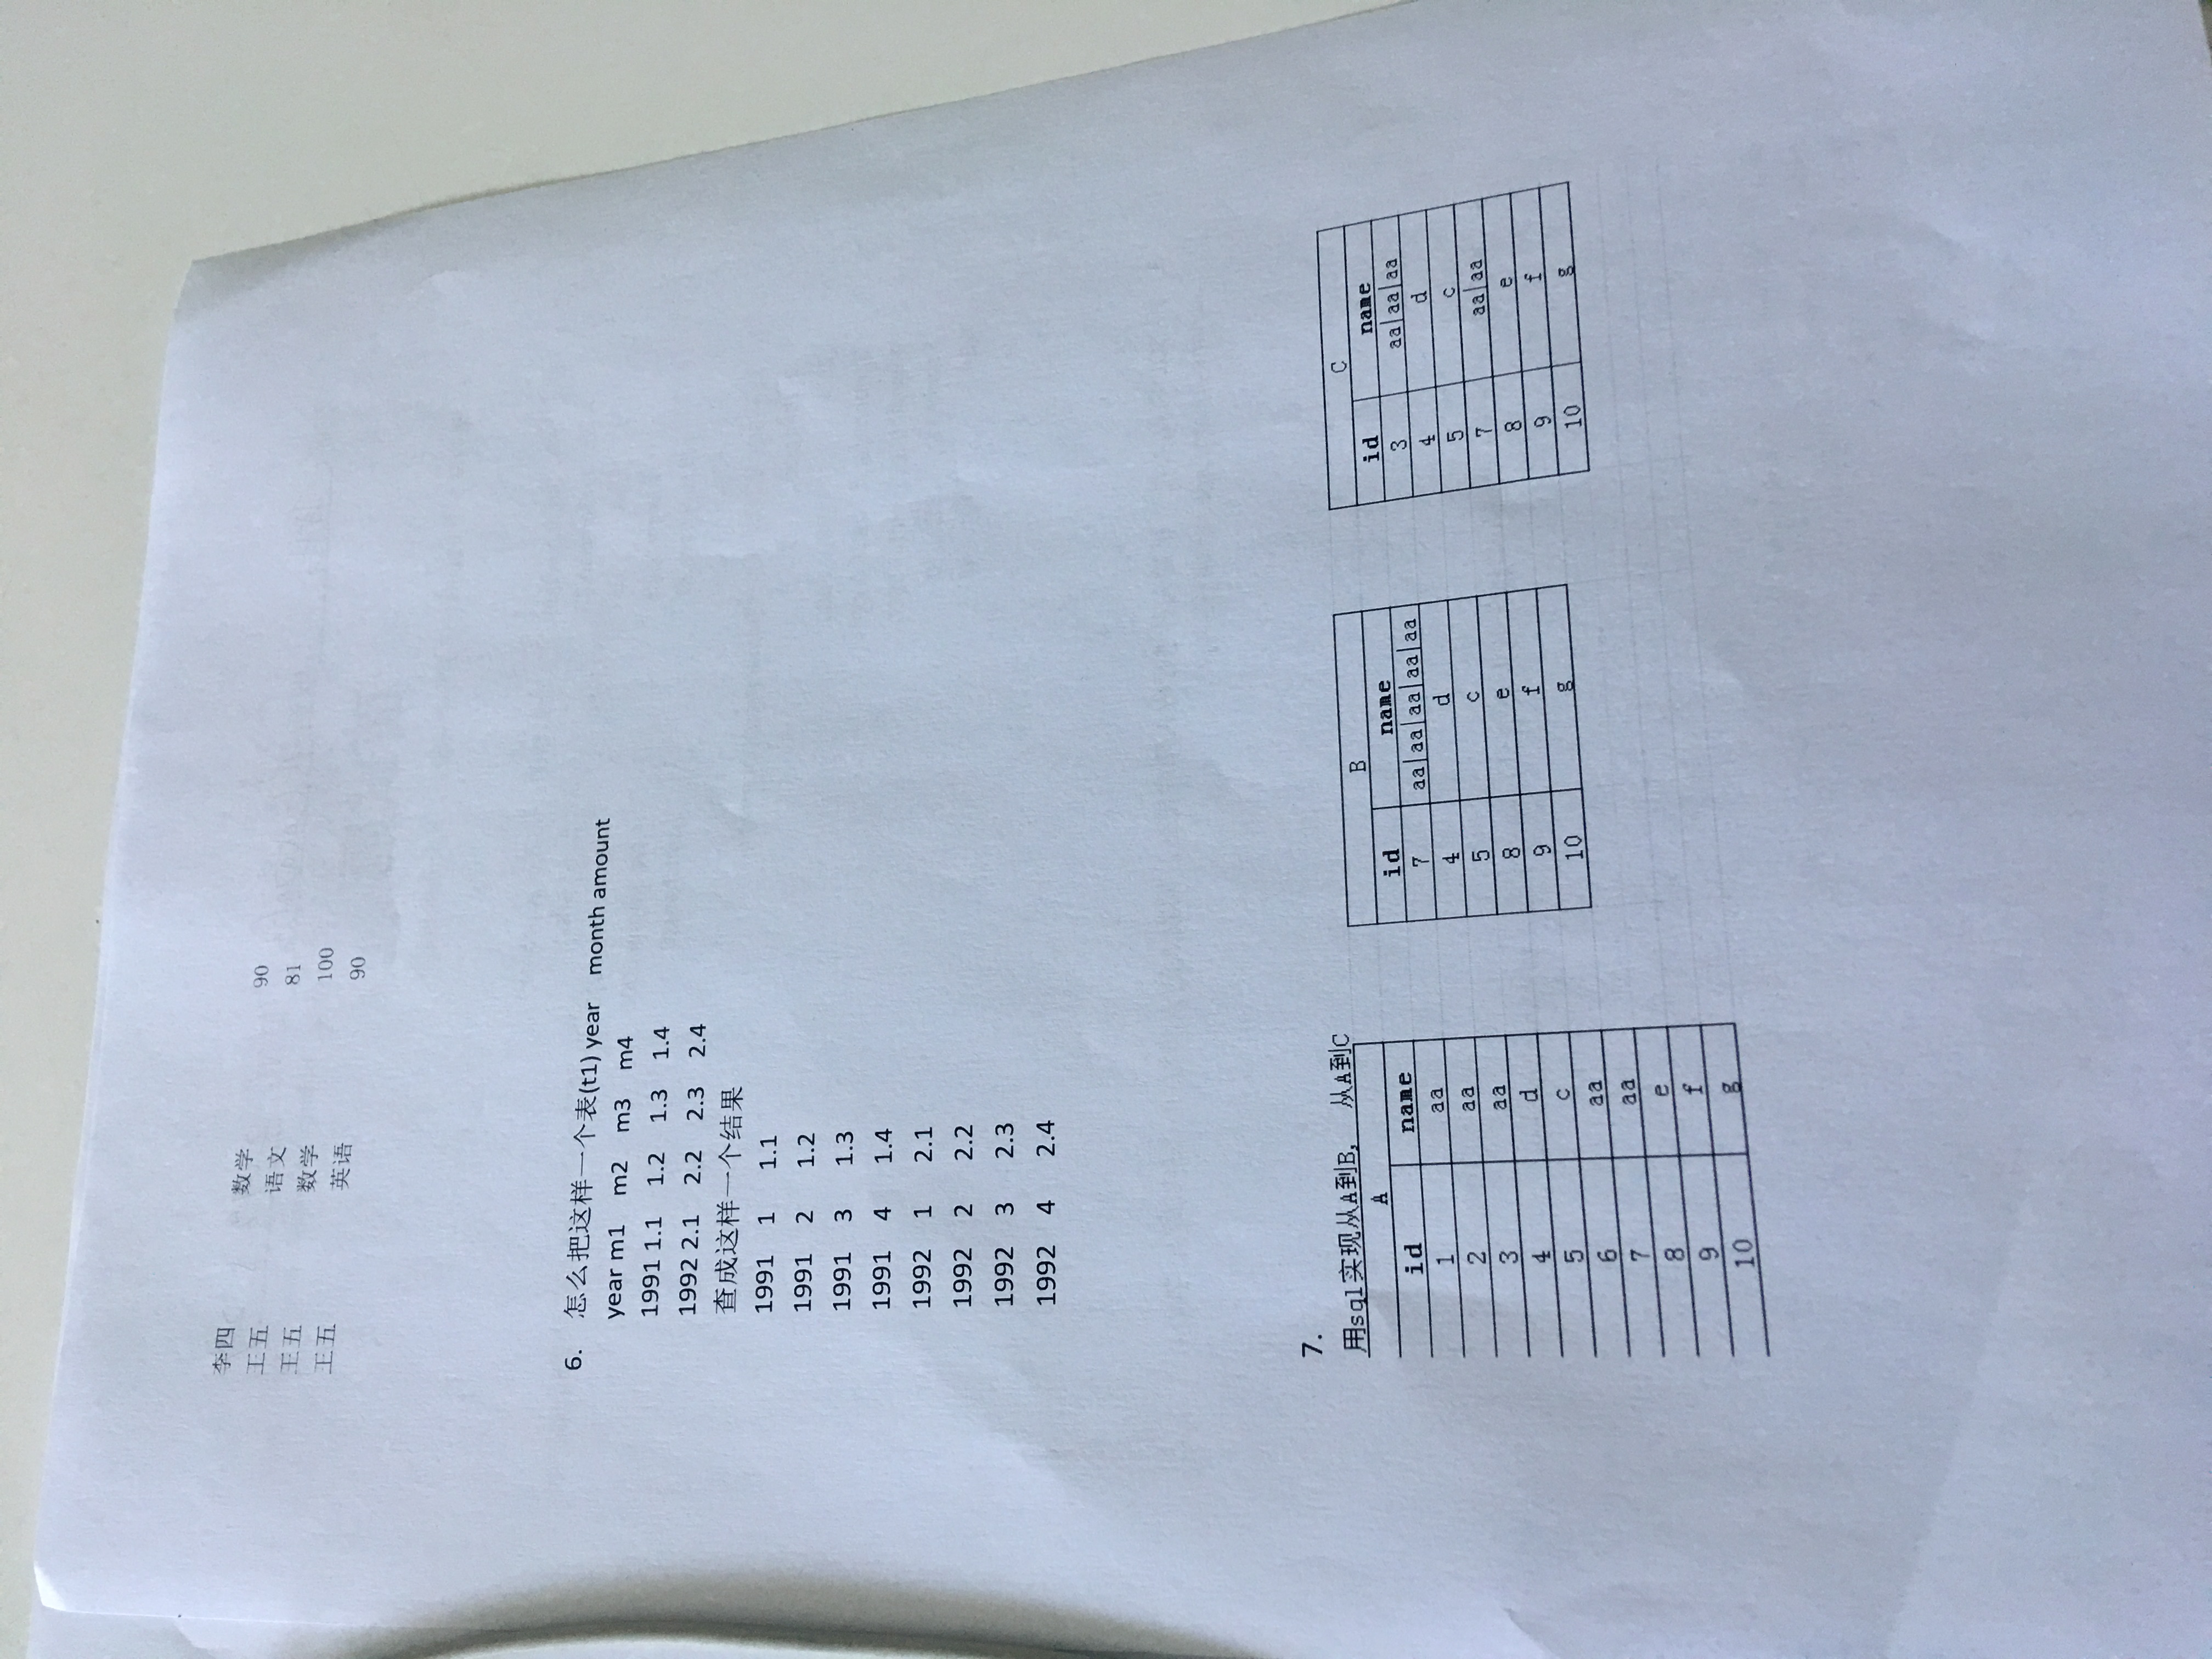 李四 数学 90
王五 语文 81
王五 数学 100
王五 英语 90
6. 怎么把这样一个表(t1) year month amount
year m1 m2 m3 m4
1991 1.1 1.2 1.3 1.4
1992 2.1 2.2 2.3 2.4
查成这样一个结果
1991 1 1.1
1991 2 1.2
1991 3 1.3
1991 4 1.4
1992 1 2.1
1992 2 2.2
1992 3 2.3
1992 4 2.4
7.
用sql实现从A到B， 从A到C
A
id name
1 aa
2 aa
3 aa
4 d
5 c
6 aa
7 aa
8 e
9 f
10 g
B
id name
7 aa|aa|aa|aa|aa
4 d
5 c
8 e
9 f
10 g
C
id name
3 aa|aa|aa
4 d
5 c
7 aa|aa
8 e
9 f
10 g